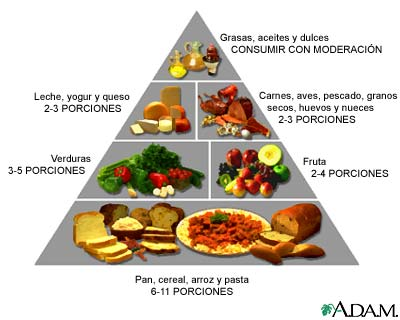 Grasas, aceites y dulces
CONSUMIR CON MODERACIÓN
Leche, yogur y queso
2-3 PORCIONES
Carnes, aves, pescado, granos
secos, huevos y nueces
2-3 PORCIONES
Verduras
3-5 PORCIONES
Fruta
2-4 PORCIONES
Pan, cereal, arroz y pasta
6-11 PORCIONES
ADAM.